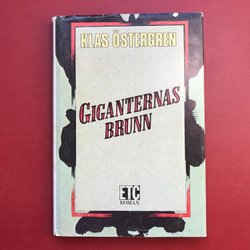 KLAS ÖSTERGREN
GIGANTERNAS
BRUNN
ETC
ROMAN